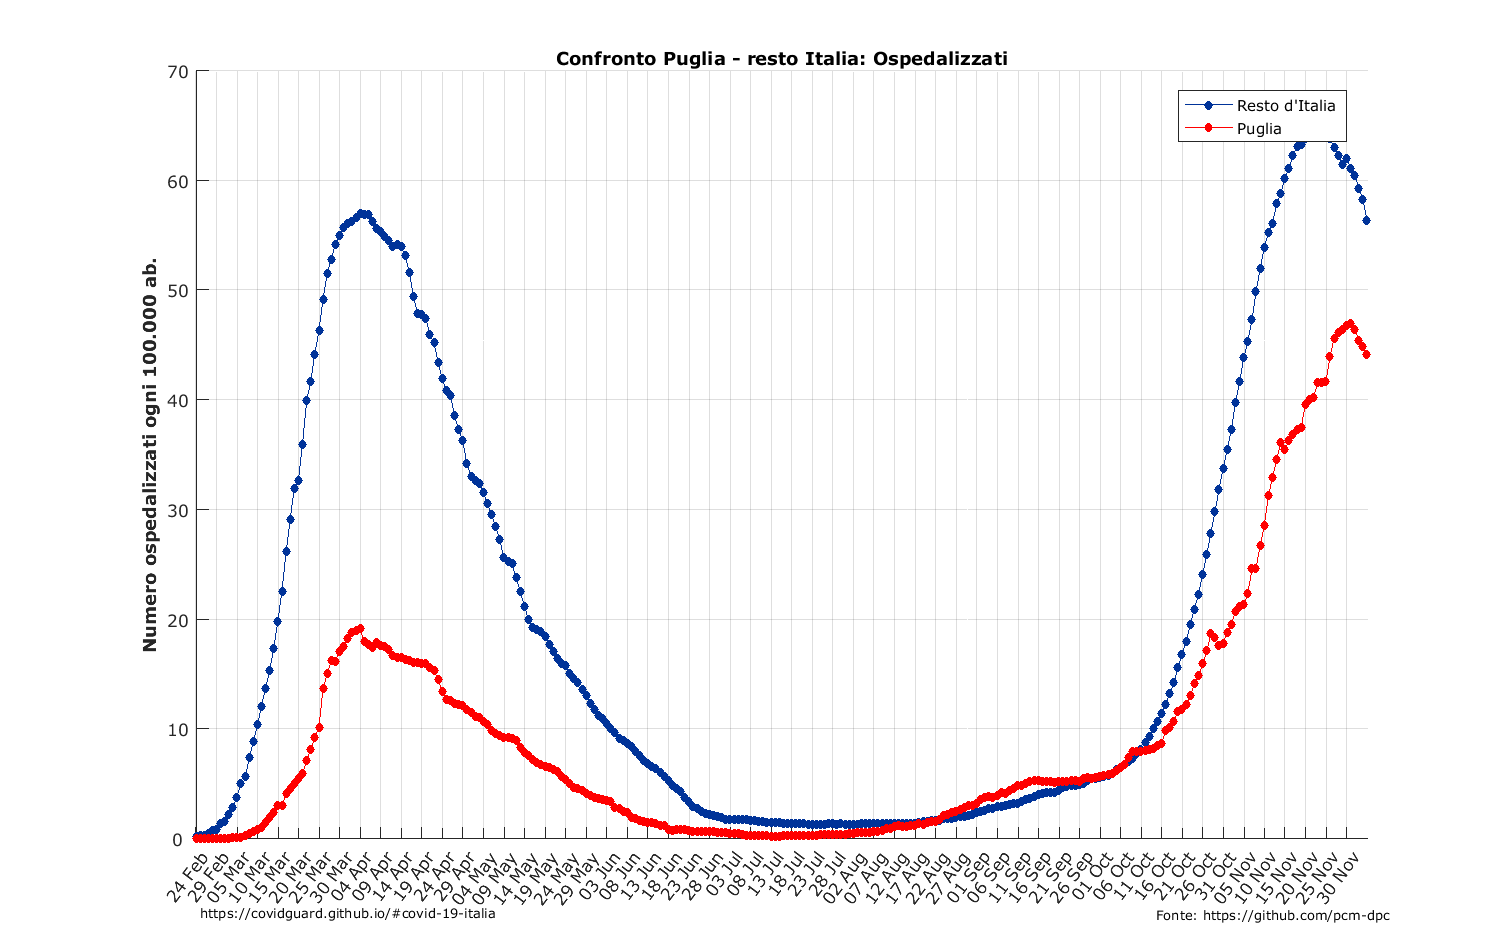 Confronto Puglia - resto Italia: Ospedalizzati
Resto d'Italia
Puglia
Numero ospedalizzati ogni 100.000 ab.
70
60
50
40
30
20
10
0
24 Feb
29 Feb
05 Mar
10 Mar
15 Mar
20 Mar
25 Mar
30 Mar
04 Apr
09 Apr
14 Apr
19 Apr
24 Apr
29 Apr
04 May
09 May
14 May
19 May
24 May
29 May
03 Jun
08 Jun
13 Jun
18 Jun
23 Jun
28 Jun
03 Jul
08 Jul
13 Jul
18 Jul
23 Jul
28 Jul
02 Aug
07 Aug
12 Aug
17 Aug
22 Aug
27 Aug
01 Sep
06 Sep
11 Sep
16 Sep
21 Sep
26 Sep
01 Oct
06 Oct
11 Oct
16 Oct
21 Oct
26 Oct
31 Oct
05 Nov
10 Nov
15 Nov
20 Nov
25 Nov
30 Nov
https://covidguard.github.io/#covid-19-italia
Fonte: https://github.com/pcm-dpc